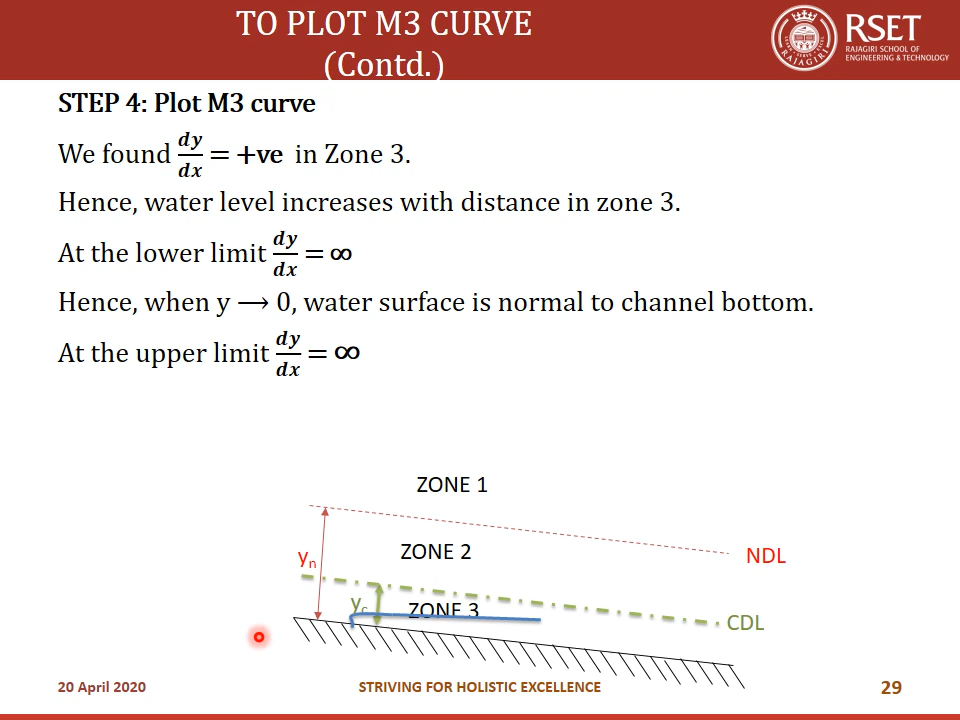 TO PLOT M3 CURVE
(Contd.)
RSET
RAJAGIRI SCHOOL OF
ENGINEERING & TECHNOLOGY
RAJAGIRI
STEP 4: Plot M3 curve
We found dy/dx = +ve in Zone 3.
Hence, water level increases with distance in zone 3.
At the lower limit dy/dx = ∞
Hence, when y ⟶ 0, water surface is normal to channel bottom.
At the upper limit dy/dx = ∞
ZONE 1
ZONE 2
yn
NDL
yc
ZONE 3
CDL
20 April 2020
STRIVING FOR HOLISTIC EXCELLENCE
29